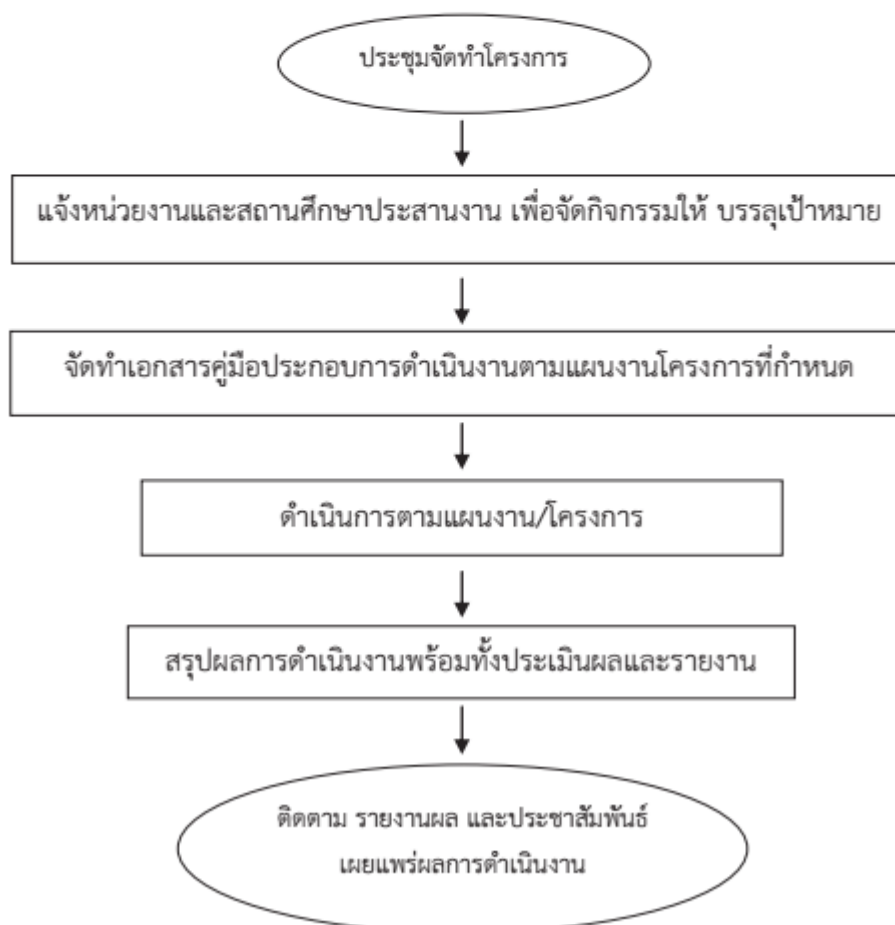 ประชุมจัดทำโครงการ
แจ้งหน่วยงานและสถานศึกษาประสานงาน เพื่อจัดกิจกรรมให้ บรรลุเป้าหมาย
จัดทำเอกสารคู่มือประกอบการดำเนินงานตามแผนงานโครงการที่กำหนด
ดำเนินการตามแผนงาน/โครงการ
สรุปผลการดำเนินงานพร้อมทั้งประเมินผลและรายงาน
ติดตาม รายงานผล และประชาสัมพันธ์
เผยแพร่ผลการดำเนินงาน